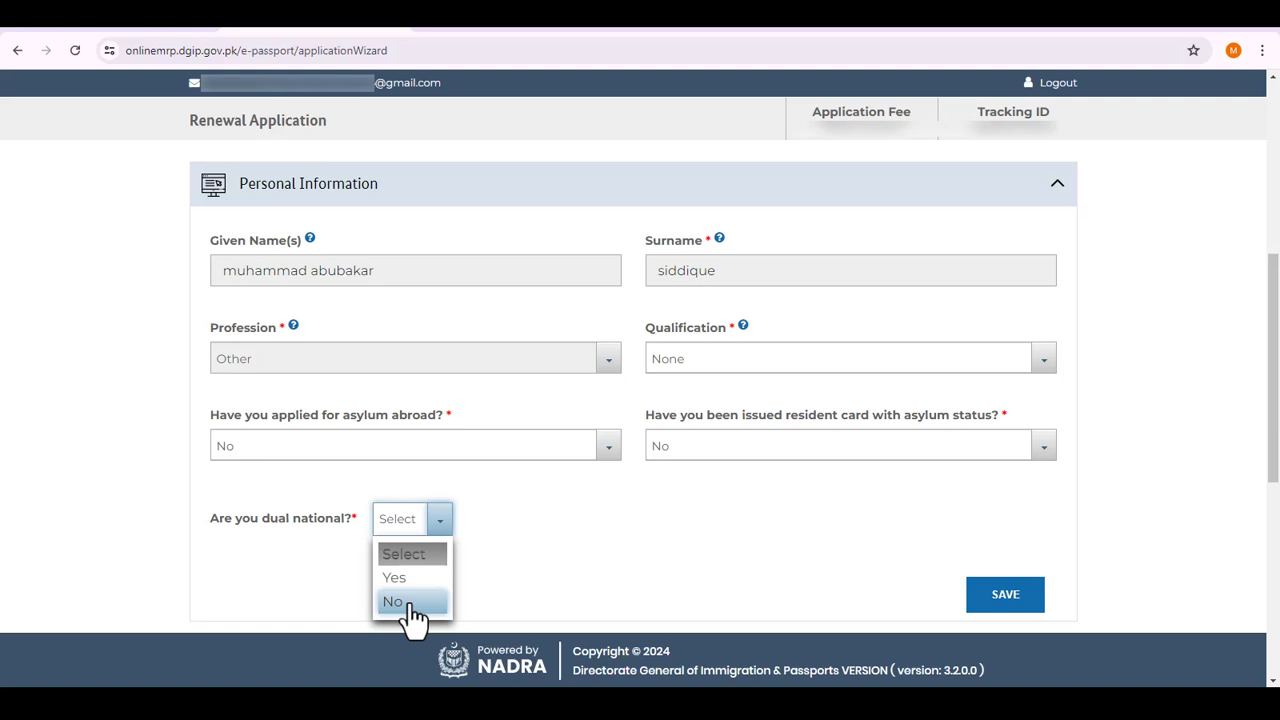 onlinemrp.dgip.gov.pk/e-passport/applicationWizard
M
@gmail.com
Logout
Renewal Application
Application Fee
Tracking ID
Personal Information
Given Name(s) ?
Surname * ?
muhammad abubakar
siddique
Profession * ?
Qualification * ?
Other
None
Have you applied for asylum abroad? *
Have you been issued resident card with asylum status? *
No
No
Are you dual national?*
Select
Select
Yes
No
SAVE
Powered by
NADRA
Copyright © 2024
Directorate General of Immigration & Passports VERSION ( version: 3.2.0.0 )